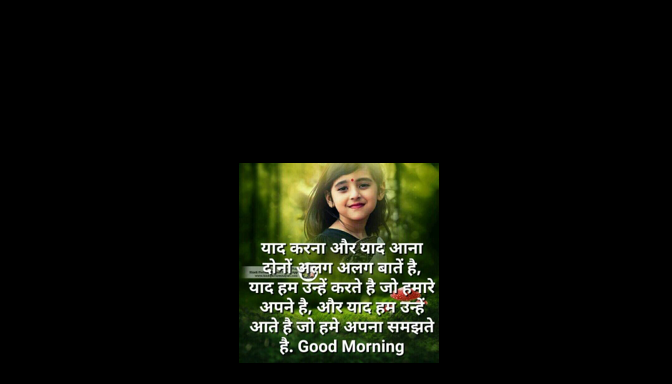 याद करना और याद आना
दोनों अलग अलग बातें है,
याद हम उन्हें करते है जो हमारे
अपने है, और याद हम उन्हें
आते है जो हमे अपना समझते
है. Good Morning